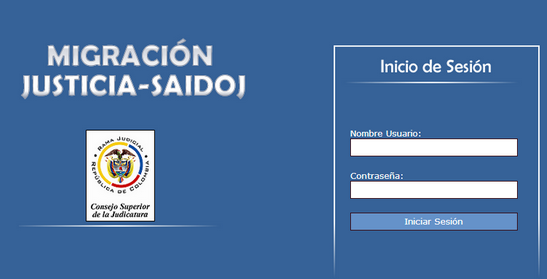 MIGRACIÓN
JUSTICIA-SAIDOJ
RAMA JUDICIAL
REPÚBLICA DE COLOMBIA
Consejo Superior
de la Judicatura
Inicio de Sesión
Nombre Usuario:
Contraseña:
Iniciar Sesión